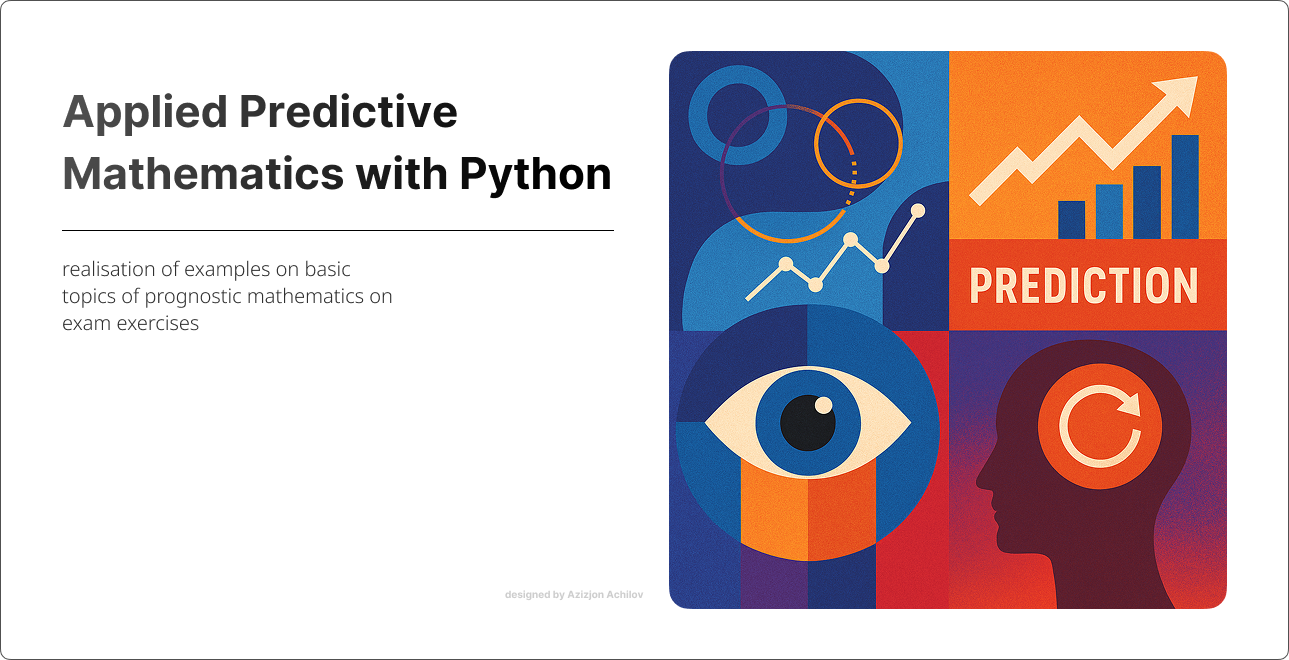 Applied Predictive
Mathematics with Python
realisation of examples on basic
topics of prognostic mathematics on
exam exercises
designed by Azizjon Achilov
PREDICTION